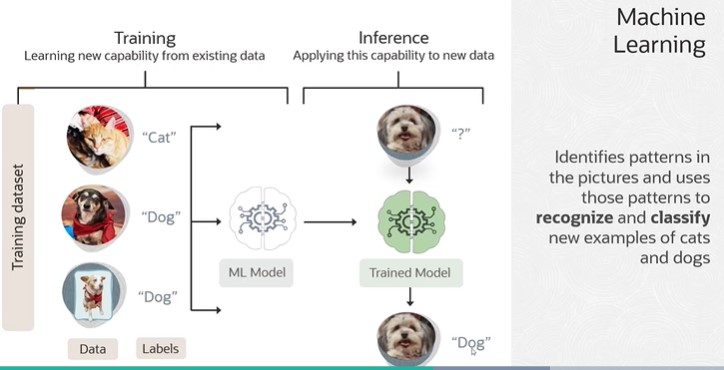 Machine
Learning
Training
Learning new capability from existing data
Inference
Applying this capability to new data
Training dataset
"Cat"
"Dog"
"Dog"
Data
Labels
ML Model
"?"
Trained Model
"Dog"
Identifies patterns in
the pictures and uses
those patterns to
recognize and classify
new examples of cats
and dogs